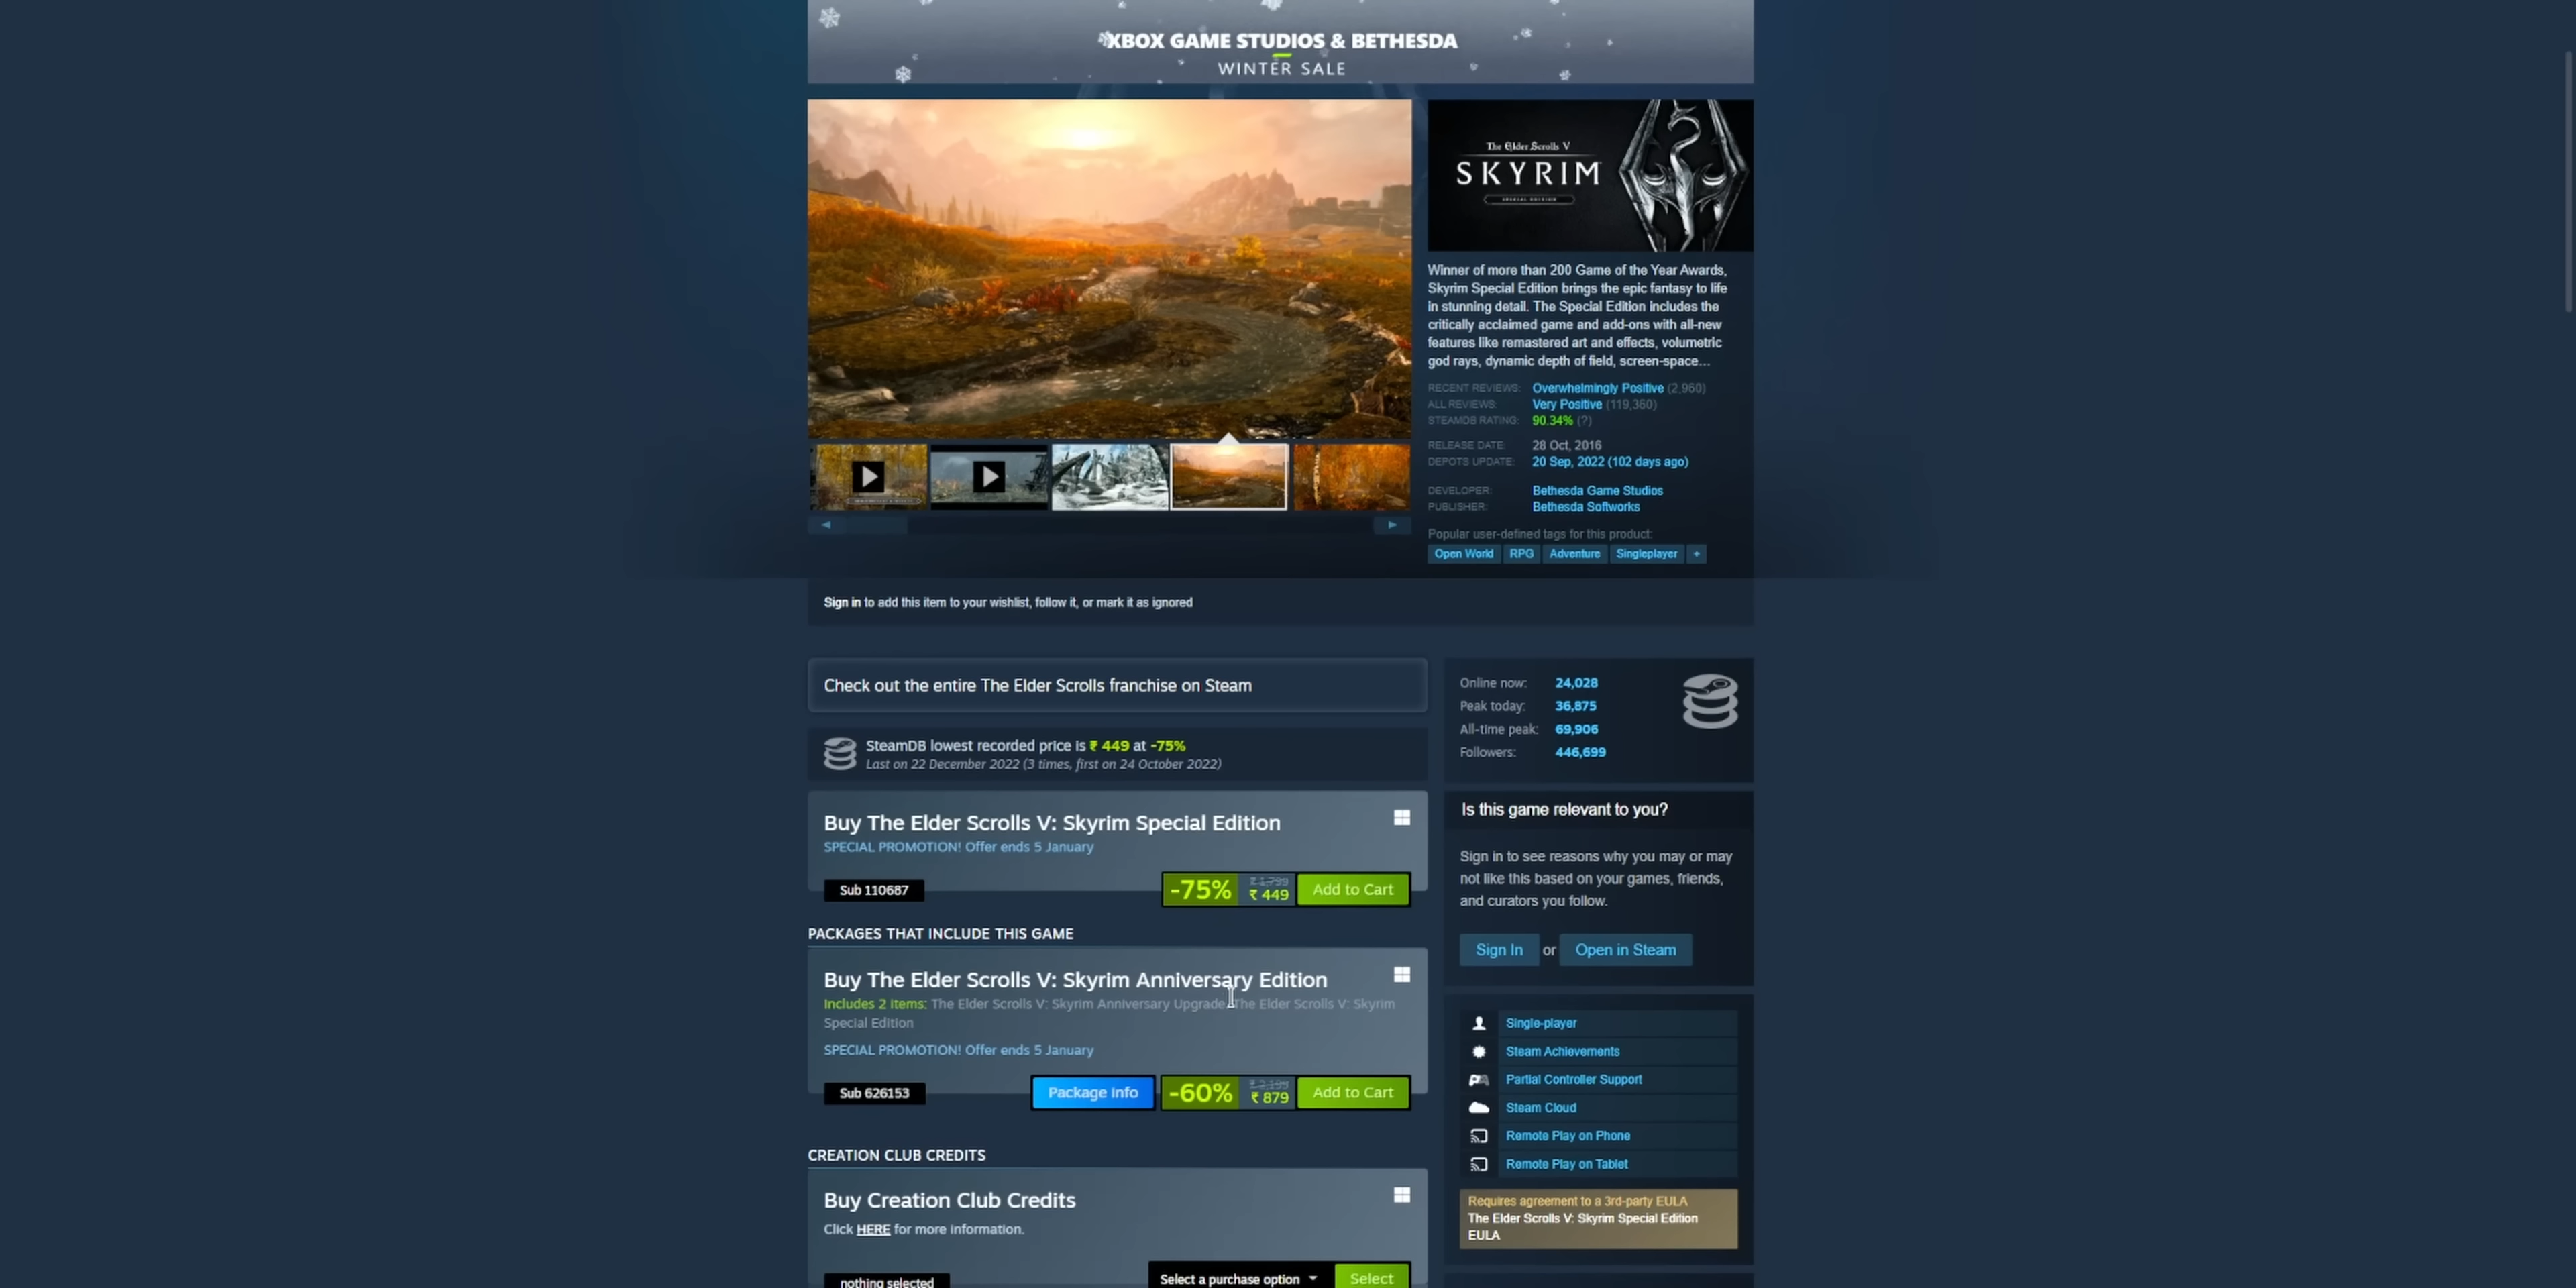 XBOX GAME STUDIOS & BETHESDA
WINTER SALE
The Elder Scrolls V
SKYRIM
SPECIAL EDITION
Winner of more than 200 Game of the Year Awards,
Skyrim Special Edition brings the epic fantasy to life
in stunning detail. The Special Edition includes the
critically acclaimed game and add-ons with all-new
features like remastered art and effects, volumetric
god rays, dynamic depth of field, screen-space...
RECENT REVIEWS: Overwhelmingly Positive (2,960)
ALL REVIEWS: Very Positive (119,360)
STEAMDB RATING: 90.34% (?)
RELEASE DATE: 28 Oct, 2016
DEPOTS UPDATE: 20 Sep, 2022 (102 days ago)
DEVELOPER: Bethesda Game Studios
PUBLISHER: Bethesda Softworks
Popular user-defined tags for this product:
Open World RPG Adventure Singleplayer +
Sign in to add this item to your wishlist, follow it, or mark it as ignored
Check out the entire The Elder Scrolls franchise on Steam
SteamDB lowest recorded price is ₹ 449 at -75%
Last on 22 December 2022 (3 times, first on 24 October 2022)
Buy The Elder Scrolls V: Skyrim Special Edition
SPECIAL PROMOTION! Offer ends 5 January
Sub 110687
-75% ₹ 1,799 ₹ 449 Add to Cart
PACKAGES THAT INCLUDE THIS GAME
Buy The Elder Scrolls V: Skyrim Anniversary Edition
Includes 2 items: The Elder Scrolls V: Skyrim Anniversary Upgrade, The Elder Scrolls V: Skyrim
Special Edition
SPECIAL PROMOTION! Offer ends 5 January
Sub 626153
Package info -60% ₹ 2,199 ₹ 879 Add to Cart
CREATION CLUB CREDITS
Buy Creation Club Credits
Click HERE for more information.
nothing selected
Select a purchase option Select
Online now: 24,028
Peak today: 36,875
All-time peak: 69,906
Followers: 446,699
Is this game relevant to you?
Sign in to see reasons why you may or may
not like this based on your games, friends,
and curators you follow.
Sign In or Open in Steam
Single-player
Steam Achievements
Partial Controller Support
Steam Cloud
Remote Play on Phone
Remote Play on Tablet
Requires agreement to a 3rd-party EULA
The Elder Scrolls V: Skyrim Special Edition
EULA